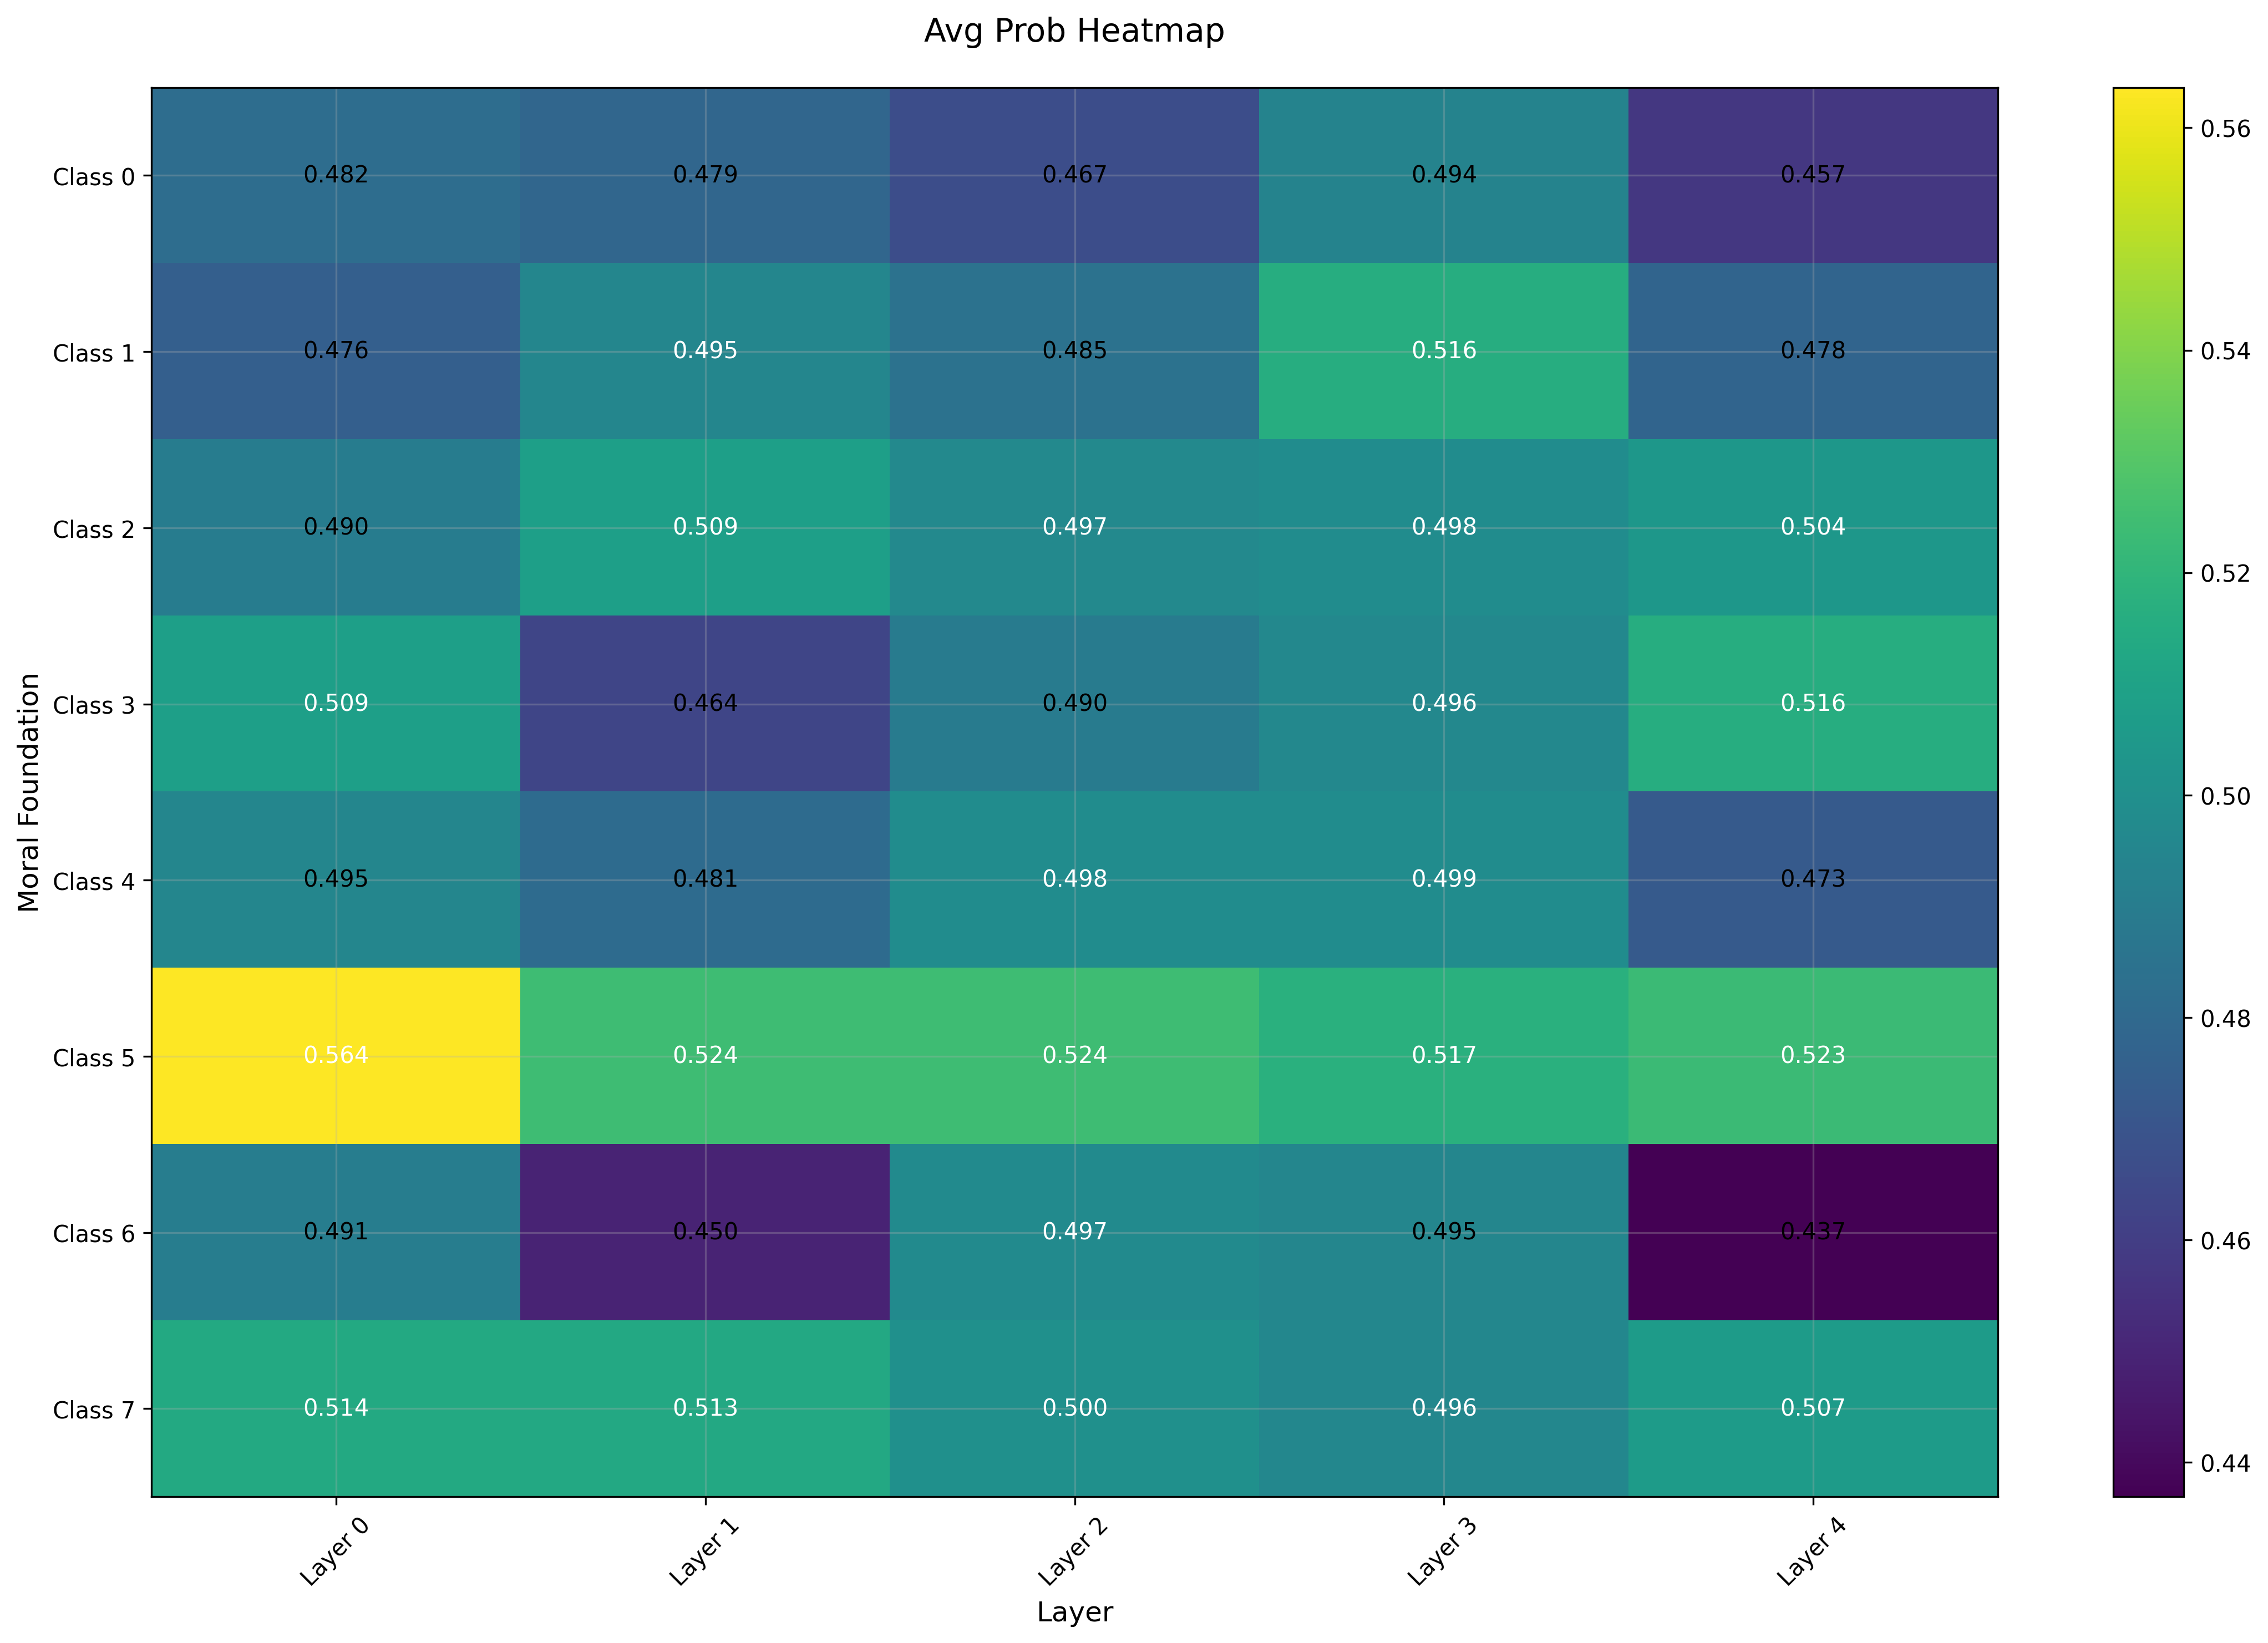 Avg Prob Heatmap
Class 0 0.482 0.479 0.467 0.494 0.457
Class 1 0.476 0.495 0.485 0.516 0.478
Class 2 0.490 0.509 0.497 0.498 0.504
Class 3 0.509 0.464 0.490 0.496 0.516
Class 4 0.495 0.481 0.498 0.499 0.473
Class 5 0.564 0.524 0.524 0.517 0.523
Class 6 0.491 0.450 0.497 0.495 0.437
Class 7 0.514 0.513 0.500 0.496 0.507
Moral Foundation
Layer 0 Layer 1 Layer 2 Layer 3 Layer 4
Layer
0.56
0.54
0.52
0.50
0.48
0.46
0.44